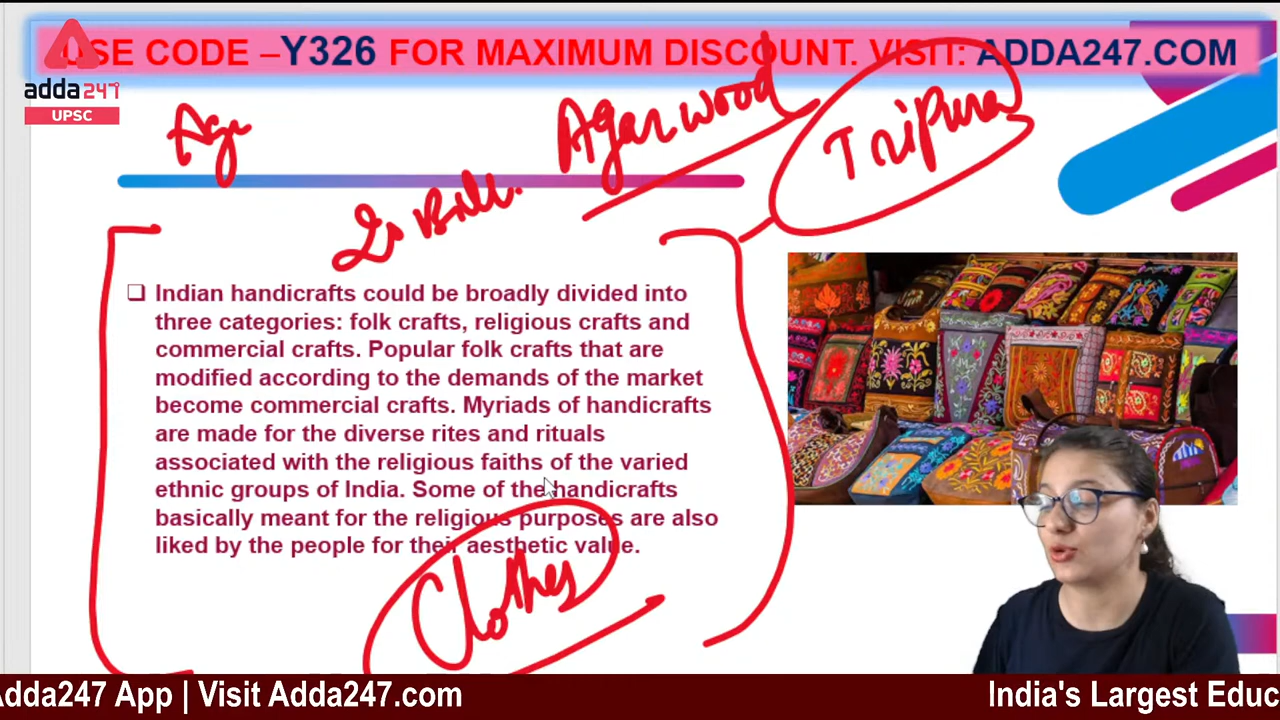 USE CODE –Y326 FOR MAXIMUM DISCOUNT. VISIT: ADDA247.COM
adda247
UPSC
Agarwood
Tripura
❑ Indian handicrafts could be broadly divided into
three categories: folk crafts, religious crafts and
commercial crafts. Popular folk crafts that are
modified according to the demands of the market
become commercial crafts. Myriads of handicrafts
are made for the diverse rites and rituals
associated with the religious faiths of the varied
ethnic groups of India. Some of the handicrafts
basically meant for the religious purposes are also
liked by the people for their aesthetic value.
Clothes
Adda247 App | Visit Adda247.com
India's Largest Educ